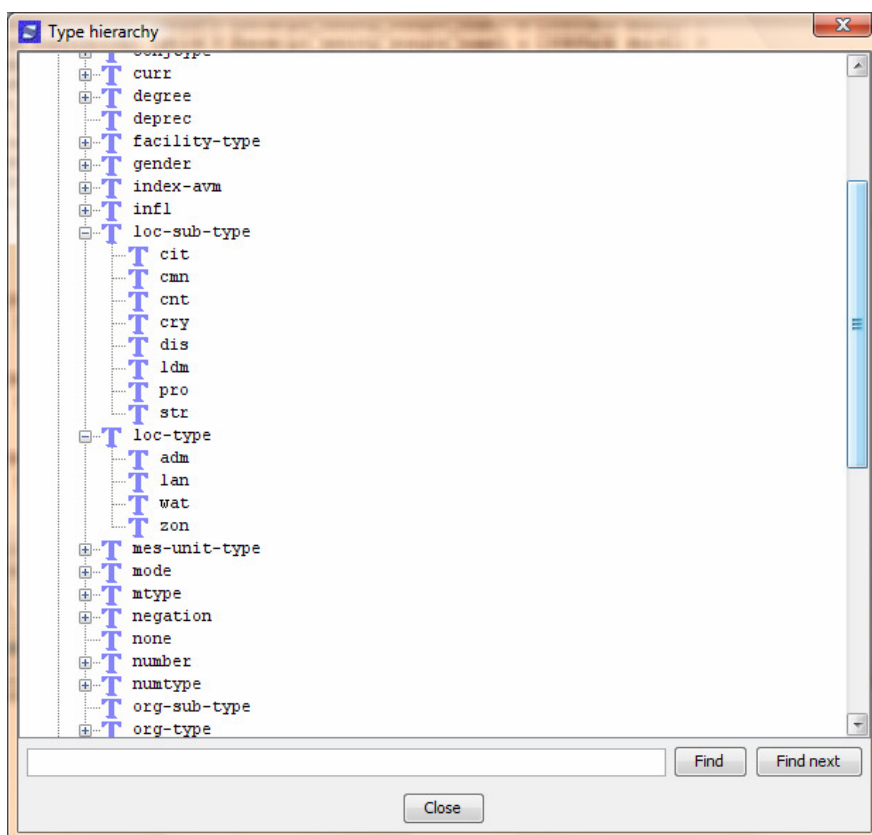 Type hierarchy
curr
degree
deprec
facility-type
gender
index-avm
infl
loc-sub-type
cit
cmn
cnt
cry
dis
ldm
pro
str
loc-type
adm
lan
wat
zon
mes-unit-type
mode
mtype
negation
none
number
numtype
org-sub-type
org-type
Find
Find next
Close